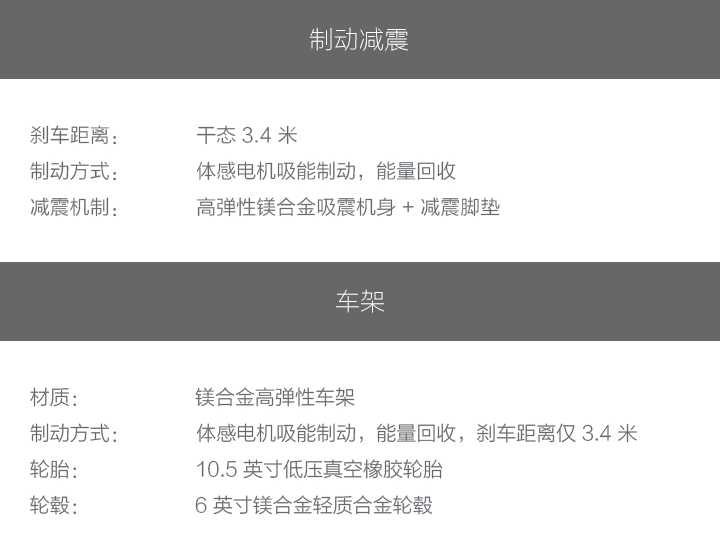 制动减震
刹车距离： 干态 3.4 米
制动方式： 体感电机吸能制动，能量回收
减震机制： 高弹性镁合金吸震机身 + 减震脚垫
车架
材质： 镁合金高弹性车架
制动方式： 体感电机吸能制动，能量回收，刹车距离仅 3.4 米
轮胎： 10.5 英寸低压真空橡胶轮胎
轮毂： 6 英寸镁合金轻质合金轮毂